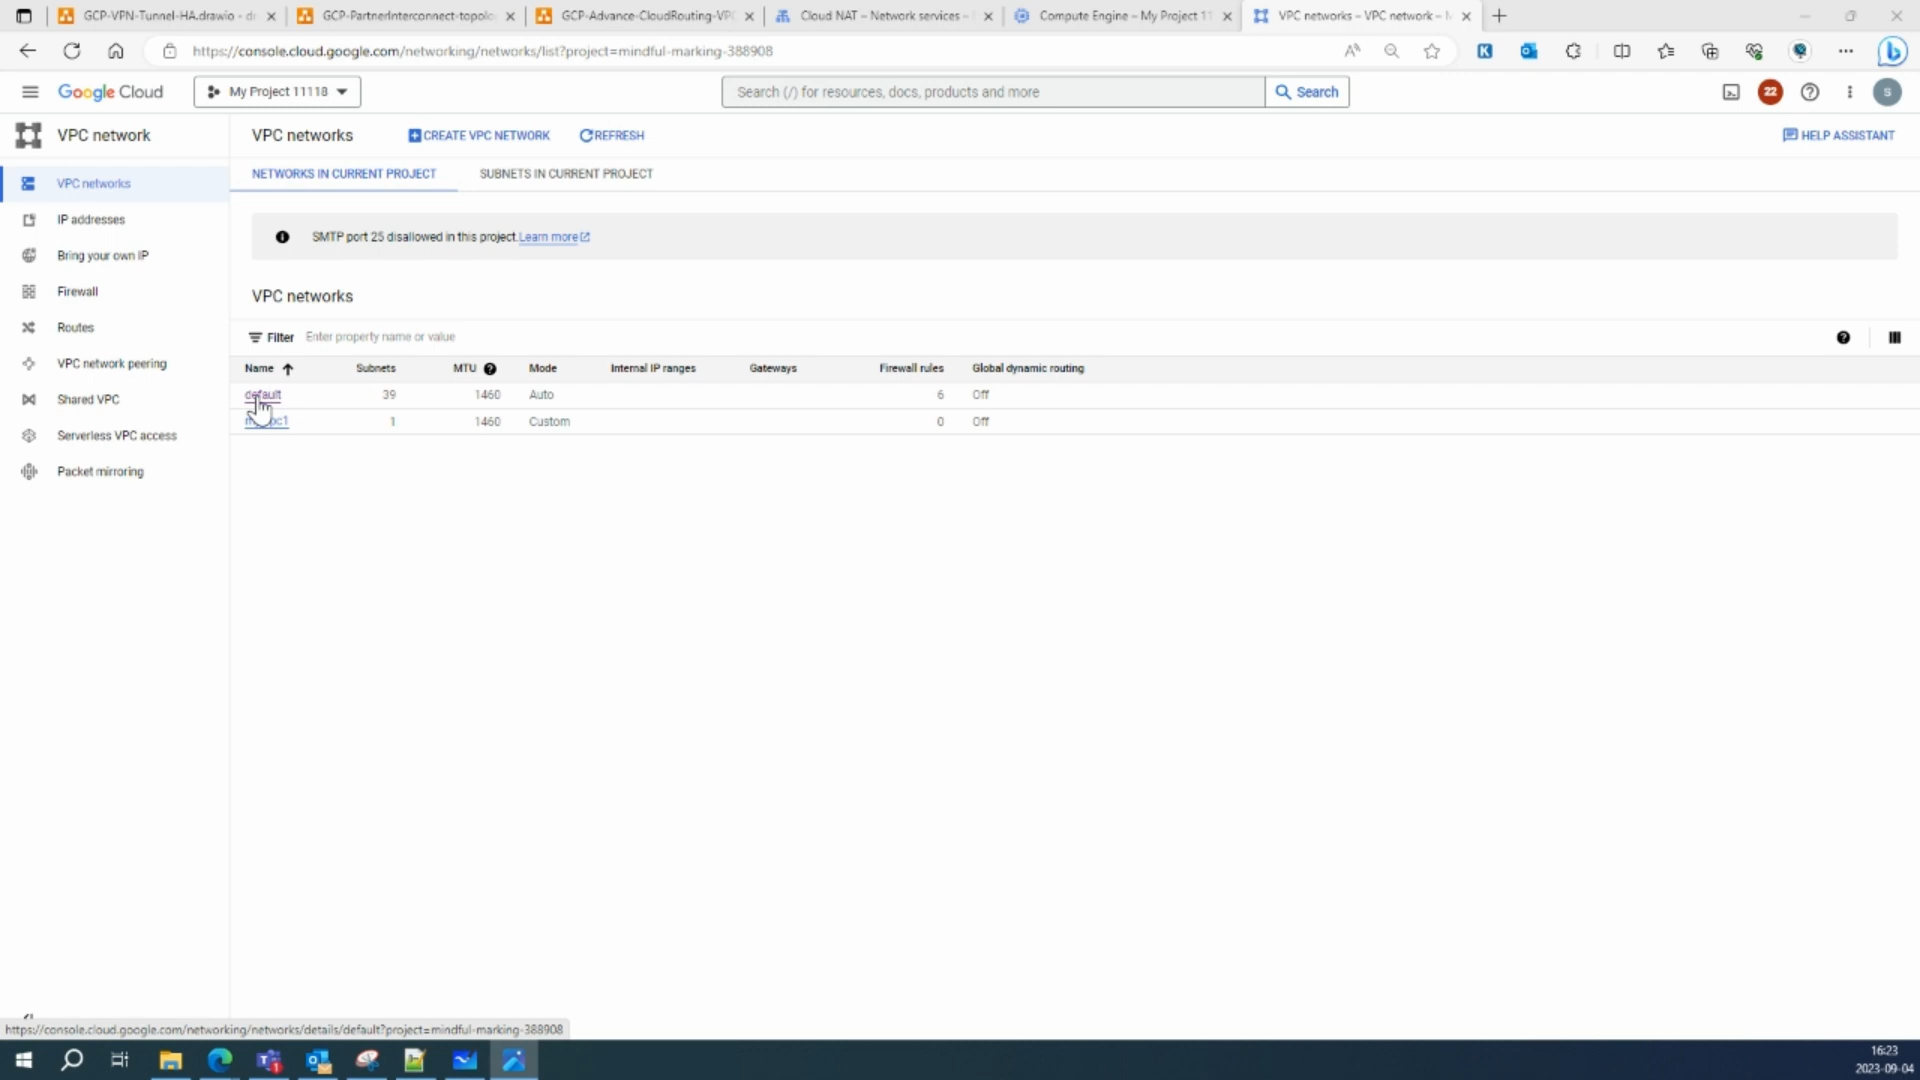 GCP-VPN-Tunnel-HA.drawio - dr
GCP-PartnerInterconnect-topolo
GCP-Advance-CloudRouting-VPC
Cloud NAT – Network services –
Compute Engine – My Project 11
VPC networks – VPC network –
https://console.cloud.google.com/networking/networks/list?project=mindful-marking-388908
Google Cloud
My Project 11118
Search (/) for resources, docs, products and more
Search
22
S
VPC network
VPC networks
CREATE VPC NETWORK
REFRESH
HELP ASSISTANT
VPC networks
IP addresses
Bring your own IP
Firewall
Routes
VPC network peering
Shared VPC
Serverless VPC access
Packet mirroring
NETWORKS IN CURRENT PROJECT
SUBNETS IN CURRENT PROJECT
SMTP port 25 disallowed in this project. Learn more
VPC networks
Filter Enter property name or value
Name Subnets MTU Mode Internal IP ranges Gateways Firewall rules Global dynamic routing
default 39 1460 Auto 6 Off
1 1460 Custom 0 Off
https://console.cloud.google.com/networking/networks/details/default?project=mindful-marking-388908
16:23
2023-09-04